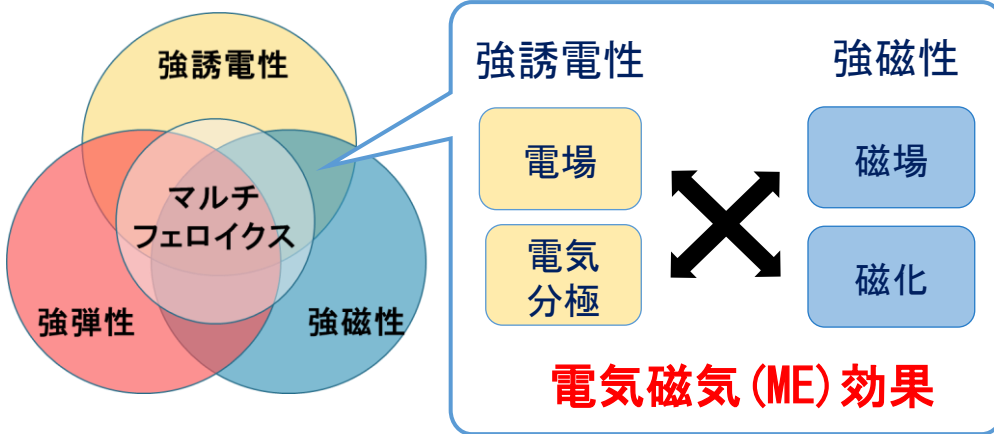 強誘電性
マルチ
フェロイクス
強弾性
強磁性
強誘電性
強磁性
電場
磁場
電気
分極
磁化
電気磁気(ME)効果